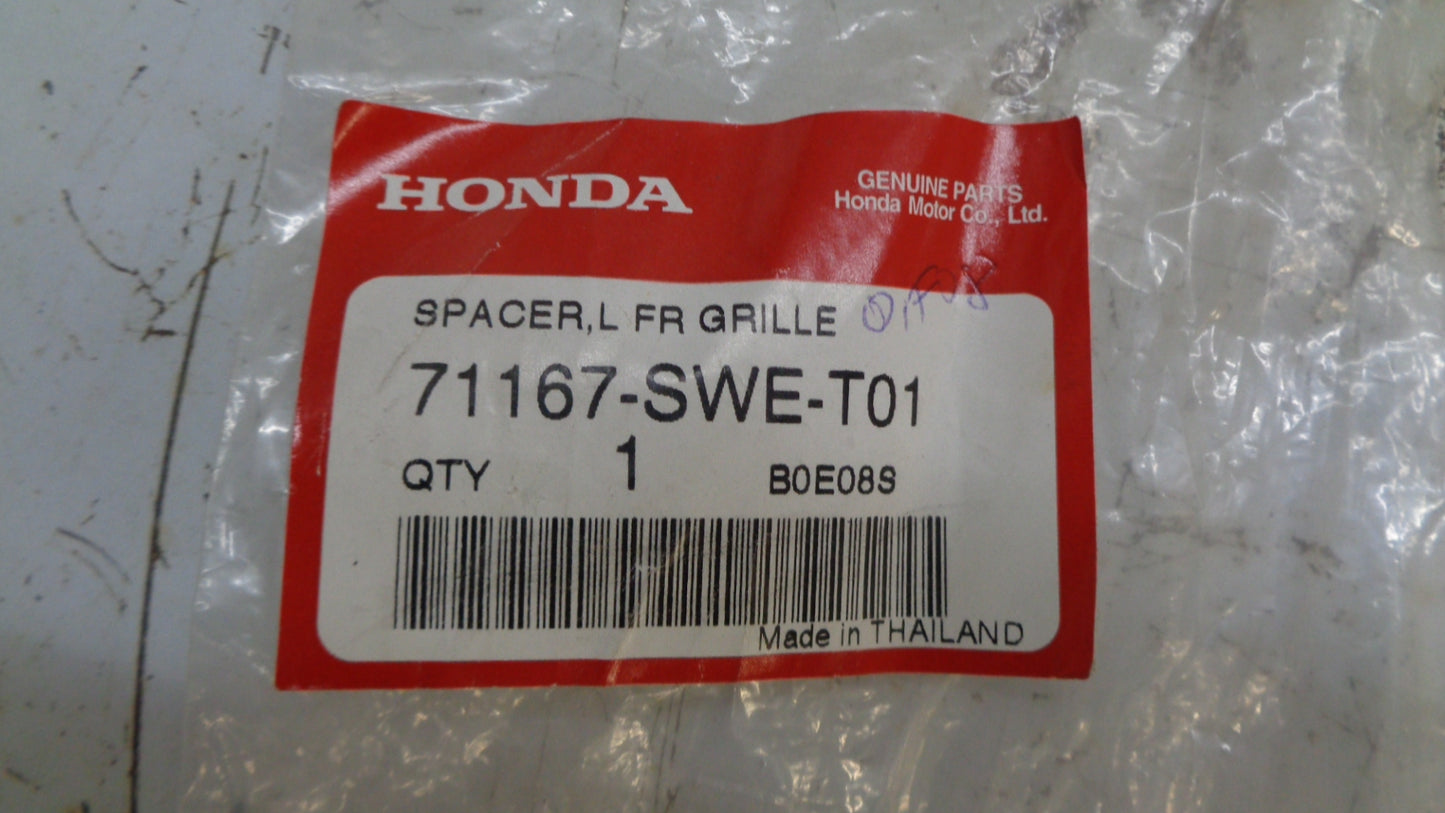 HONDA
GENUINE PARTS
Honda Motor Co., Ltd.
SPACER,L FR GRILLE
71167-SWE-T01
QTY 1 B0E08S
Made in THAILAND